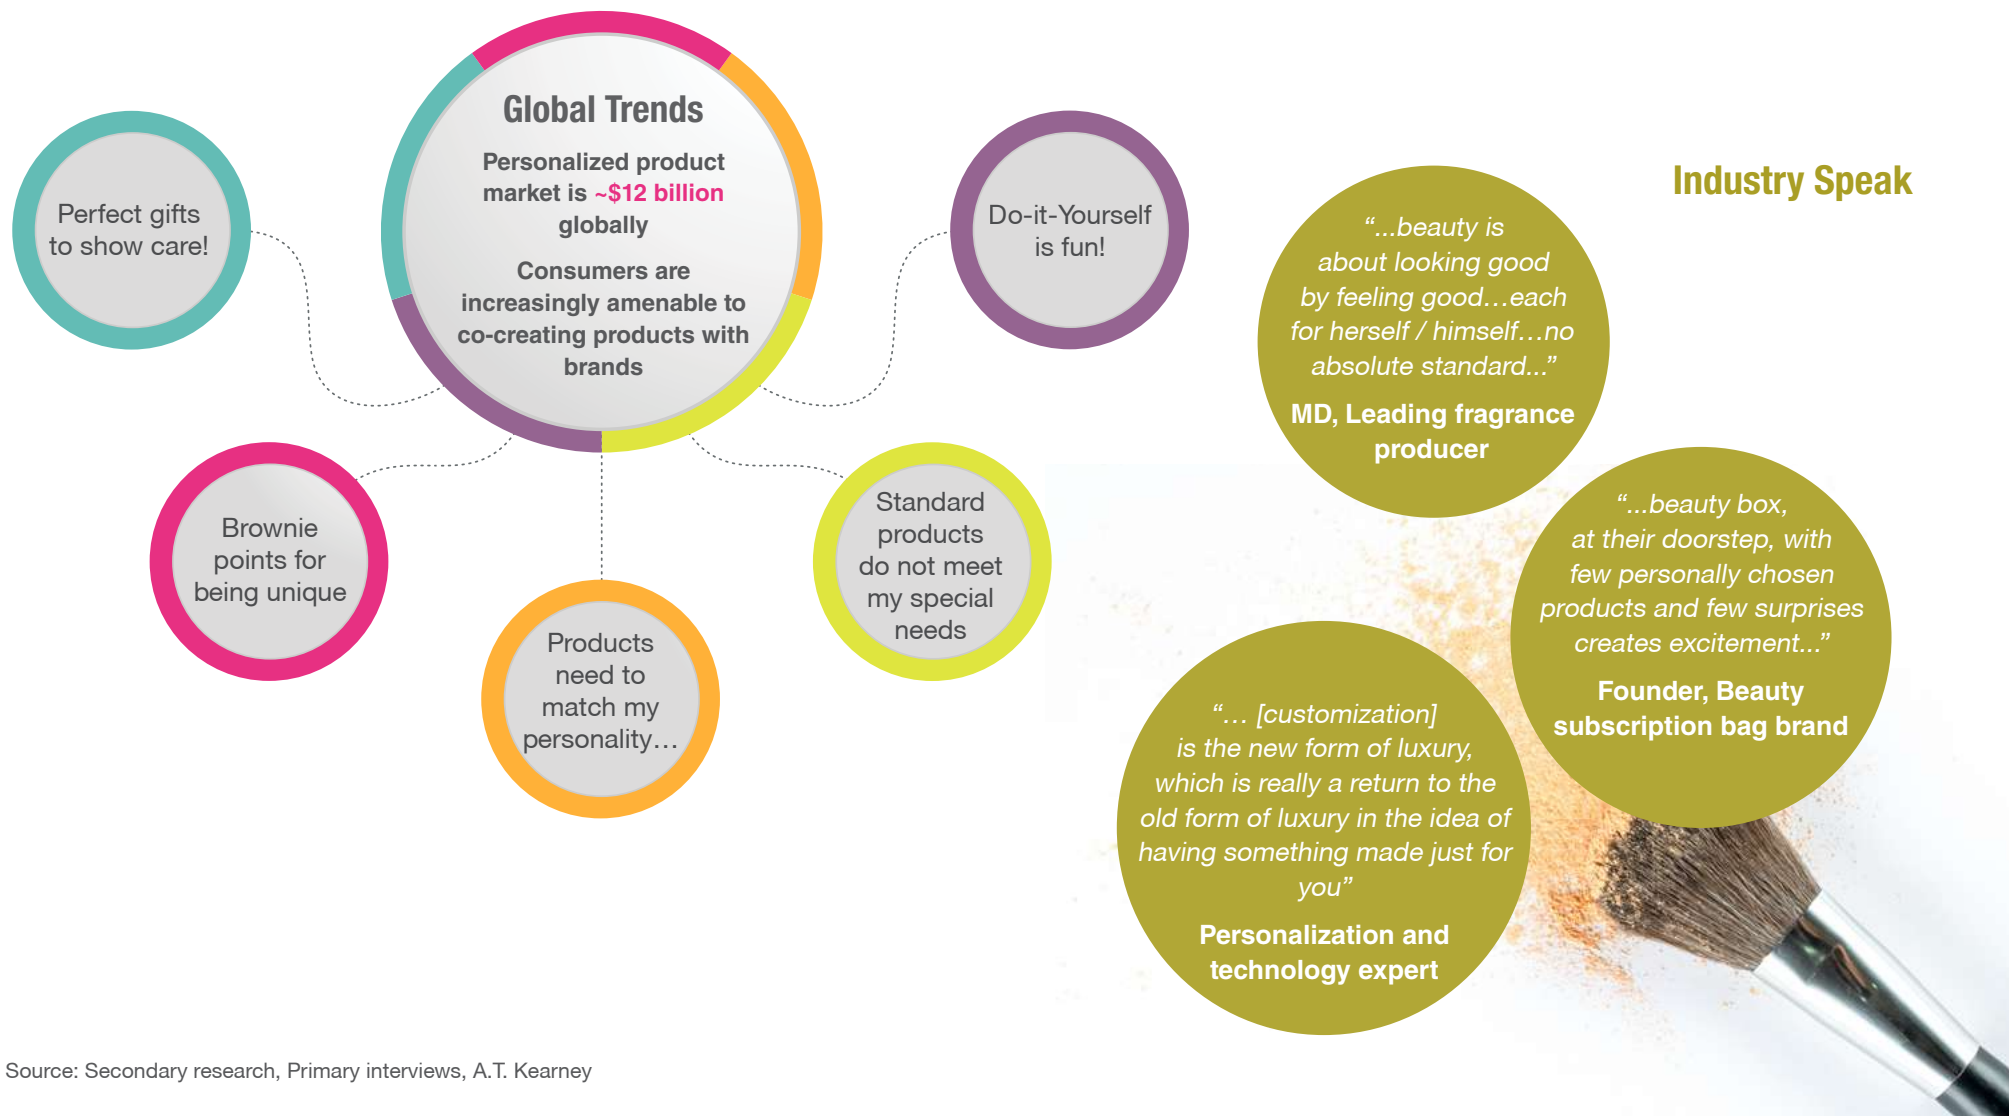 Global Trends
Personalized product
market is ~$12 billion
globally
Consumers are
increasingly amenable to
co-creating products with
brands
Perfect gifts
to show care!
Brownie
points for
being unique
Products
need to
match my
personality…
Standard
products
do not meet
my special
needs
Do-it-Yourself
is fun!
Industry Speak
“...beauty is
about looking good
by feeling good…each
for herself / himself…no
absolute standard...”
MD, Leading fragrance
producer
“...beauty box,
at their doorstep, with
few personally chosen
products and few surprises
creates excitement...”
Founder, Beauty
subscription bag brand
“… [customization]
is the new form of luxury,
which is really a return to the
old form of luxury in the idea of
having something made just for
you”
Personalization and
technology expert
Source: Secondary research, Primary interviews, A.T. Kearney